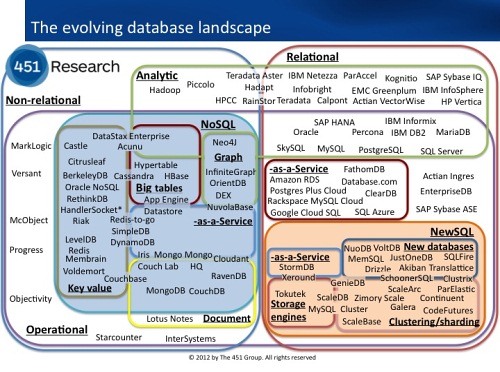 The evolving database landscape
451 Research
Relational
Analytic
Teradata Aster IBM Netezza ParAccel Kognitio SAP Sybase IQ
Hadoop Piccolo Hadapt Infobright EMC Greenplum IBM InfoSphere
HPCC RainStor Teradata Calpont Actian VectorWise HP Vertica
Non-relational
NoSQL
SAP HANA IBM Informix
Oracle Percona IBM DB2 MariaDB
SkySQL MySQL PostgreSQL SQL Server
DataStax Enterprise
Castle Acunu
Neo4J
Graph
MarkLogic
Citrusleaf Hypertable
BerkeleyDB Cassandra HBase InfiniteGraph
Oracle NoSQL Big tables OrientDB
RethinkDB App Engine DEX
HandlerSocket* Datastore NuvolaBase
Versant
-as-a-Service FathomDB
Amazon RDS Database.com
Postgres Plus Cloud ClearDB
Rackspace MySQL Cloud
Google Cloud SQL SQL Azure
Actian Ingres
EnterpriseDB
SAP Sybase ASE
McObject
Riak Redis-to-go -as-a-Service
SimpleDB
LevelDB DynamoDB
Redis
Membrain Iris Mongo Mongo Cloudant
Voldemort Couch Lab HQ
Couchbase RavenDB
Key value MongoDB CouchDB
Progress
Objectivity
NewSQL
-as-a-Service NuoDB VoltDB New databases
StormDB MemSQL JustOneDB SQLFire
Xeround Drizzle Akiban Translattice
GenieDB SchoonerSQL Clustrix
Tokutek ScaleArc ParElastic
Storage ScaleDB Zimory Scale Continuent
engines MySQL Cluster Galera CodeFutures
ScaleBase Clustering/sharding
Lotus Notes Document
Operational
Starcounter InterSystems
© 2012 by The 451 Group. All rights reserved